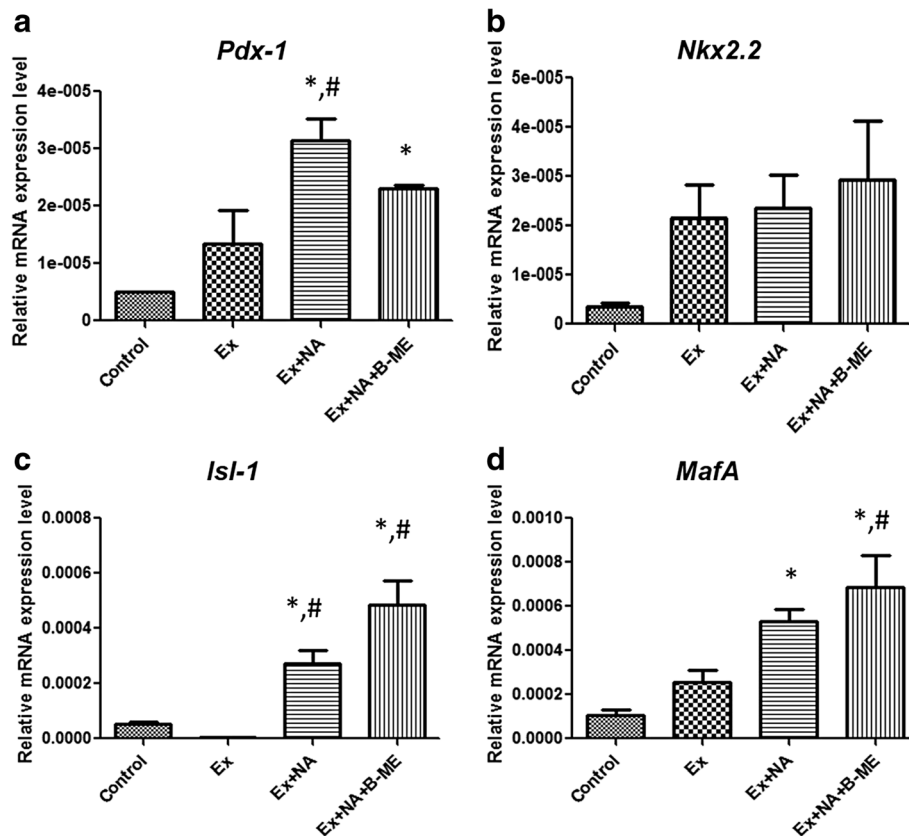 a
Pdx-1
Relative mRNA expression level
4e-005
3e-005
2e-005
1e-005
0
*,#
*
Control
Ex
Ex+NA
Ex+NA+B-ME
b
Nkx2.2
Relative mRNA expression level
5e-005
4e-005
3e-005
2e-005
1e-005
0
Control
Ex
Ex+NA
Ex+NA+B-ME
c
Isl-1
Relative mRNA expression level
0.0008
0.0006
0.0004
0.0002
0.0000
*,#
*,#
Control
Ex
Ex+NA
Ex+NA+B-ME
d
MafA
Relative mRNA expression level
0.0010
0.0008
0.0006
0.0004
0.0002
0.0000
*
*,#
Control
Ex
Ex+NA
Ex+NA+B-ME